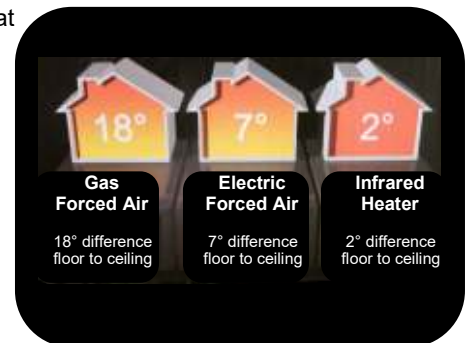 at
18°
7°
2°
Gas
Forced Air
18° difference
floor to ceiling
Electric
Forced Air
7° difference
floor to ceiling
Infrared
Heater
2° difference
floor to ceiling